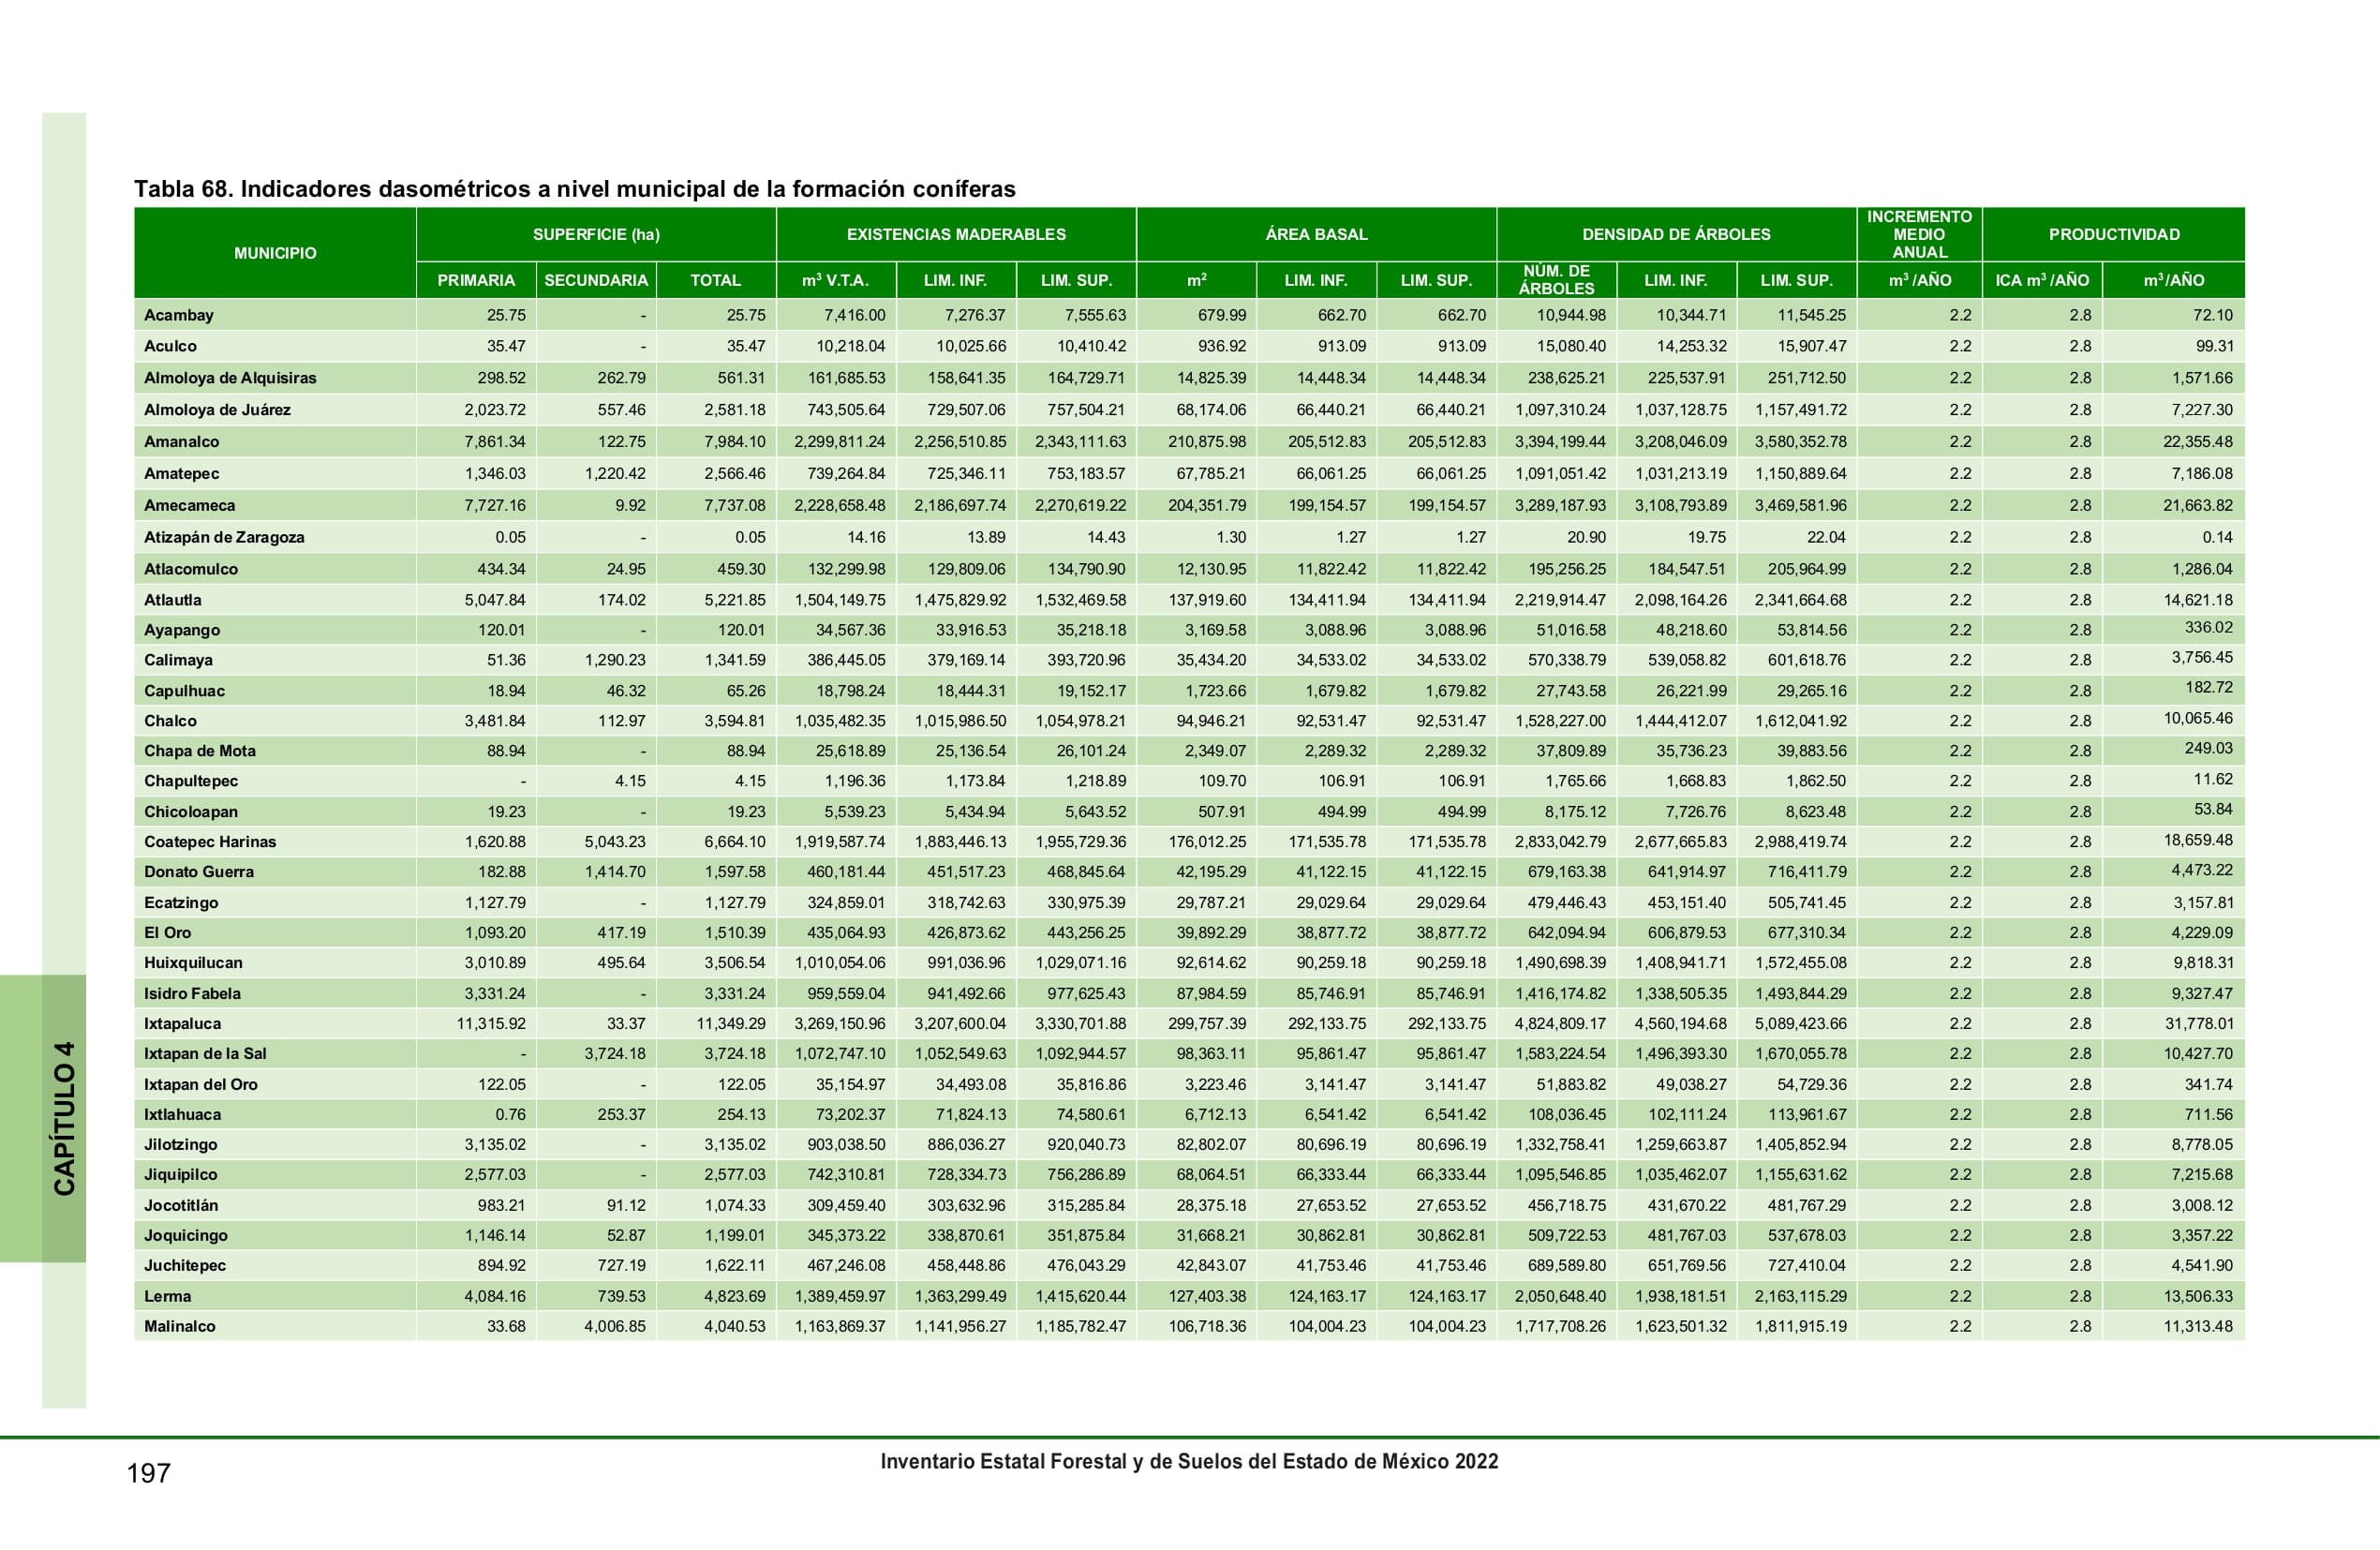 Tabla 68. Indicadores dasométricos a nivel municipal de la formación coníferas
MUNICIPIO SUPERFICIE (ha) EXISTENCIAS MADERABLES ÁREA BASAL DENSIDAD DE ÁRBOLES INCREMENTO MEDIO ANUAL PRODUCTIVIDAD
PRIMARIA SECUNDARIA TOTAL m³ V.T.A. LIM. INF. LIM. SUP. m² LIM. INF. LIM. SUP. NÚM. DE ÁRBOLES LIM. INF. LIM. SUP. m³ /AÑO ICA m³ /AÑO m³/AÑO
Acambay 25.75 - 25.75 7,416.00 7,276.37 7,555.63 679.99 662.70 662.70 10,944.98 10,344.71 11,545.25 2.2 2.8 72.10
Aculco 35.47 - 35.47 10,218.04 10,025.66 10,410.42 936.92 913.09 913.09 15,080.40 14,253.32 15,907.47 2.2 2.8 99.31
Almoloya de Alquisiras 298.52 262.79 561.31 161,685.53 158,641.35 164,729.71 14,825.39 14,448.34 14,448.34 238,625.21 225,537.91 251,712.50 2.2 2.8 1,571.66
Almoloya de Juárez 2,023.72 557.46 2,581.18 743,505.64 729,507.06 757,504.21 68,174.06 66,440.21 66,440.21 1,097,310.24 1,037,128.75 1,157,491.72 2.2 2.8 7,227.30
Amanalco 7,861.34 122.75 7,984.10 2,299,811.24 2,256,510.85 2,343,111.63 210,875.98 205,512.83 205,512.83 3,394,199.44 3,208,046.09 3,580,352.78 2.2 2.8 22,355.48
Amatepec 1,346.03 1,220.42 2,566.46 739,264.84 725,346.11 753,183.57 67,785.21 66,061.25 66,061.25 1,091,051.42 1,031,213.19 1,150,889.64 2.2 2.8 7,186.08
Amecameca 7,727.16 9.92 7,737.08 2,228,658.48 2,186,697.74 2,270,619.22 204,351.79 199,154.57 199,154.57 3,289,187.93 3,108,793.89 3,469,581.96 2.2 2.8 21,663.82
Atizapán de Zaragoza 0.05 - 0.05 14.16 13.89 14.43 1.30 1.27 1.27 20.90 19.75 22.04 2.2 2.8 0.14
Atlacomulco 434.34 24.95 459.30 132,299.98 129,809.06 134,790.90 12,130.95 11,822.42 11,822.42 195,256.25 184,547.51 205,964.99 2.2 2.8 1,286.04
Atlautla 5,047.84 174.02 5,221.85 1,504,149.75 1,475,829.92 1,532,469.58 137,919.60 134,411.94 134,411.94 2,219,914.47 2,098,164.26 2,341,664.68 2.2 2.8 14,621.18
Ayapango 120.01 - 120.01 34,567.36 33,916.53 35,218.18 3,169.58 3,088.96 3,088.96 51,016.58 48,218.60 53,814.56 2.2 2.8 336.02
Calimaya 51.36 1,290.23 1,341.59 386,445.05 379,169.14 393,720.96 35,434.20 34,533.02 34,533.02 570,338.79 539,058.82 601,618.76 2.2 2.8 3,756.45
Capulhuac 18.94 46.32 65.26 18,798.24 18,444.31 19,152.17 1,723.66 1,679.82 1,679.82 27,743.58 26,221.99 29,265.16 2.2 2.8 182.72
Chalco 3,481.84 112.97 3,594.81 1,035,482.35 1,015,986.50 1,054,978.21 94,946.21 92,531.47 92,531.47 1,528,227.00 1,444,412.07 1,612,041.92 2.2 2.8 10,065.46
Chapa de Mota 88.94 - 88.94 25,618.89 25,136.54 26,101.24 2,349.07 2,289.32 2,289.32 37,809.89 35,736.23 39,883.56 2.2 2.8 249.03
Chapultepec - 4.15 4.15 1,196.36 1,173.84 1,218.89 109.70 106.91 106.91 1,765.66 1,668.83 1,862.50 2.2 2.8 11.62
Chicoloapan 19.23 - 19.23 5,539.23 5,434.94 5,643.52 507.91 494.99 494.99 8,175.12 7,726.76 8,623.48 2.2 2.8 53.84
Coatepec Harinas 1,620.88 5,043.23 6,664.10 1,919,587.74 1,883,446.13 1,955,729.36 176,012.25 171,535.78 171,535.78 2,833,042.79 2,677,665.83 2,988,419.74 2.2 2.8 18,659.48
Donato Guerra 182.88 1,414.70 1,597.58 460,181.44 451,517.23 468,845.64 42,195.29 41,122.15 41,122.15 679,163.38 641,914.97 716,411.79 2.2 2.8 4,473.22
Ecatzingo 1,127.79 - 1,127.79 324,859.01 318,742.63 330,975.39 29,787.21 29,029.64 29,029.64 479,446.43 453,151.40 505,741.45 2.2 2.8 3,157.81
El Oro 1,093.20 417.19 1,510.39 435,064.93 426,873.62 443,256.25 39,892.29 38,877.72 38,877.72 642,094.94 606,879.53 677,310.34 2.2 2.8 4,229.09
Huixquilucan 3,010.89 495.64 3,506.54 1,010,054.06 991,036.96 1,029,071.16 92,614.62 90,259.18 90,259.18 1,490,698.39 1,408,941.71 1,572,455.08 2.2 2.8 9,818.31
Isidro Fabela 3,331.24 - 3,331.24 959,559.04 941,492.66 977,625.43 87,984.59 85,746.91 85,746.91 1,416,174.82 1,338,505.35 1,493,844.29 2.2 2.8 9,327.47
Ixtapaluca 11,315.92 33.37 11,349.29 3,269,150.96 3,207,600.04 3,330,701.88 299,757.39 292,133.75 292,133.75 4,824,809.17 4,560,194.68 5,089,423.66 2.2 2.8 31,778.01
Ixtapan de la Sal - 3,724.18 3,724.18 1,072,747.10 1,052,549.63 1,092,944.57 98,363.11 95,861.47 95,861.47 1,583,224.54 1,496,393.30 1,670,055.78 2.2 2.8 10,427.70
Ixtapan del Oro 122.05 - 122.05 35,154.97 34,493.08 35,816.86 3,223.46 3,141.47 3,141.47 51,883.82 49,038.27 54,729.36 2.2 2.8 341.74
Ixtlahuaca 0.76 253.37 254.13 73,202.37 71,824.13 74,580.61 6,712.13 6,541.42 6,541.42 108,036.45 102,111.24 113,961.67 2.2 2.8 711.56
Jilotzingo 3,135.02 - 3,135.02 903,038.50 886,036.27 920,040.73 82,802.07 80,696.19 80,696.19 1,332,758.41 1,259,663.87 1,405,852.94 2.2 2.8 8,778.05
Jiquipilco 2,577.03 - 2,577.03 742,310.81 728,334.73 756,286.89 68,064.51 66,333.44 66,333.44 1,095,546.85 1,035,462.07 1,155,631.62 2.2 2.8 7,215.68
Jocotitlán 983.21 91.12 1,074.33 309,459.40 303,632.96 315,285.84 28,375.18 27,653.52 27,653.52 456,718.75 431,670.22 481,767.29 2.2 2.8 3,008.12
Joquicingo 1,146.14 52.87 1,199.01 345,373.22 338,870.61 351,875.84 31,668.21 30,862.81 30,862.81 509,722.53 481,767.03 537,678.03 2.2 2.8 3,357.22
Juchitepec 894.92 727.19 1,622.11 467,246.08 458,448.86 476,043.29 42,843.07 41,753.46 41,753.46 689,589.80 651,769.56 727,410.04 2.2 2.8 4,541.90
Lerma 4,084.16 739.53 4,823.69 1,389,459.97 1,363,299.49 1,415,620.44 127,403.38 124,163.17 124,163.17 2,050,648.40 1,938,181.51 2,163,115.29 2.2 2.8 13,506.33
Malinalco 33.68 4,006.85 4,040.53 1,163,869.37 1,141,956.27 1,185,782.47 106,718.36 104,004.23 104,004.23 1,717,708.26 1,623,501.32 1,811,915.19 2.2 2.8 11,313.48
CAPÍTULO 4
Inventario Estatal Forestal y de Suelos del Estado de México 2022
197